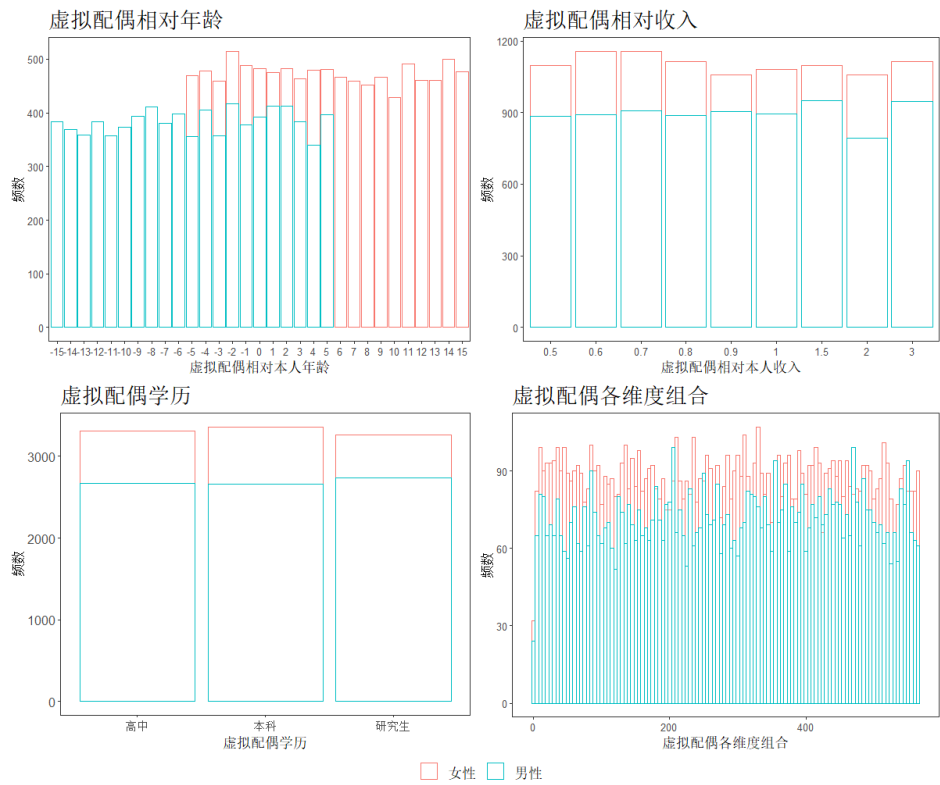 虚拟配偶相对年龄
500
400
300
200
100
0
频数
-15-14-13-12-11-10 -9 -8 -7 -6 -5 -4 -3 -2 -1 0 1 2 3 4 5 6 7 8 9 10 11 12 13 14 15
虚拟配偶相对本人年龄
虚拟配偶相对收入
1200
900
600
300
0
频数
0.5 0.6 0.7 0.8 0.9 1 1.5 2 3
虚拟配偶相对本人收入
虚拟配偶学历
3000
2000
1000
0
频数
高中 本科 研究生
虚拟配偶学历
虚拟配偶各维度组合
90
60
30
0
频数
0 200 400
虚拟配偶各维度组合
女性 男性